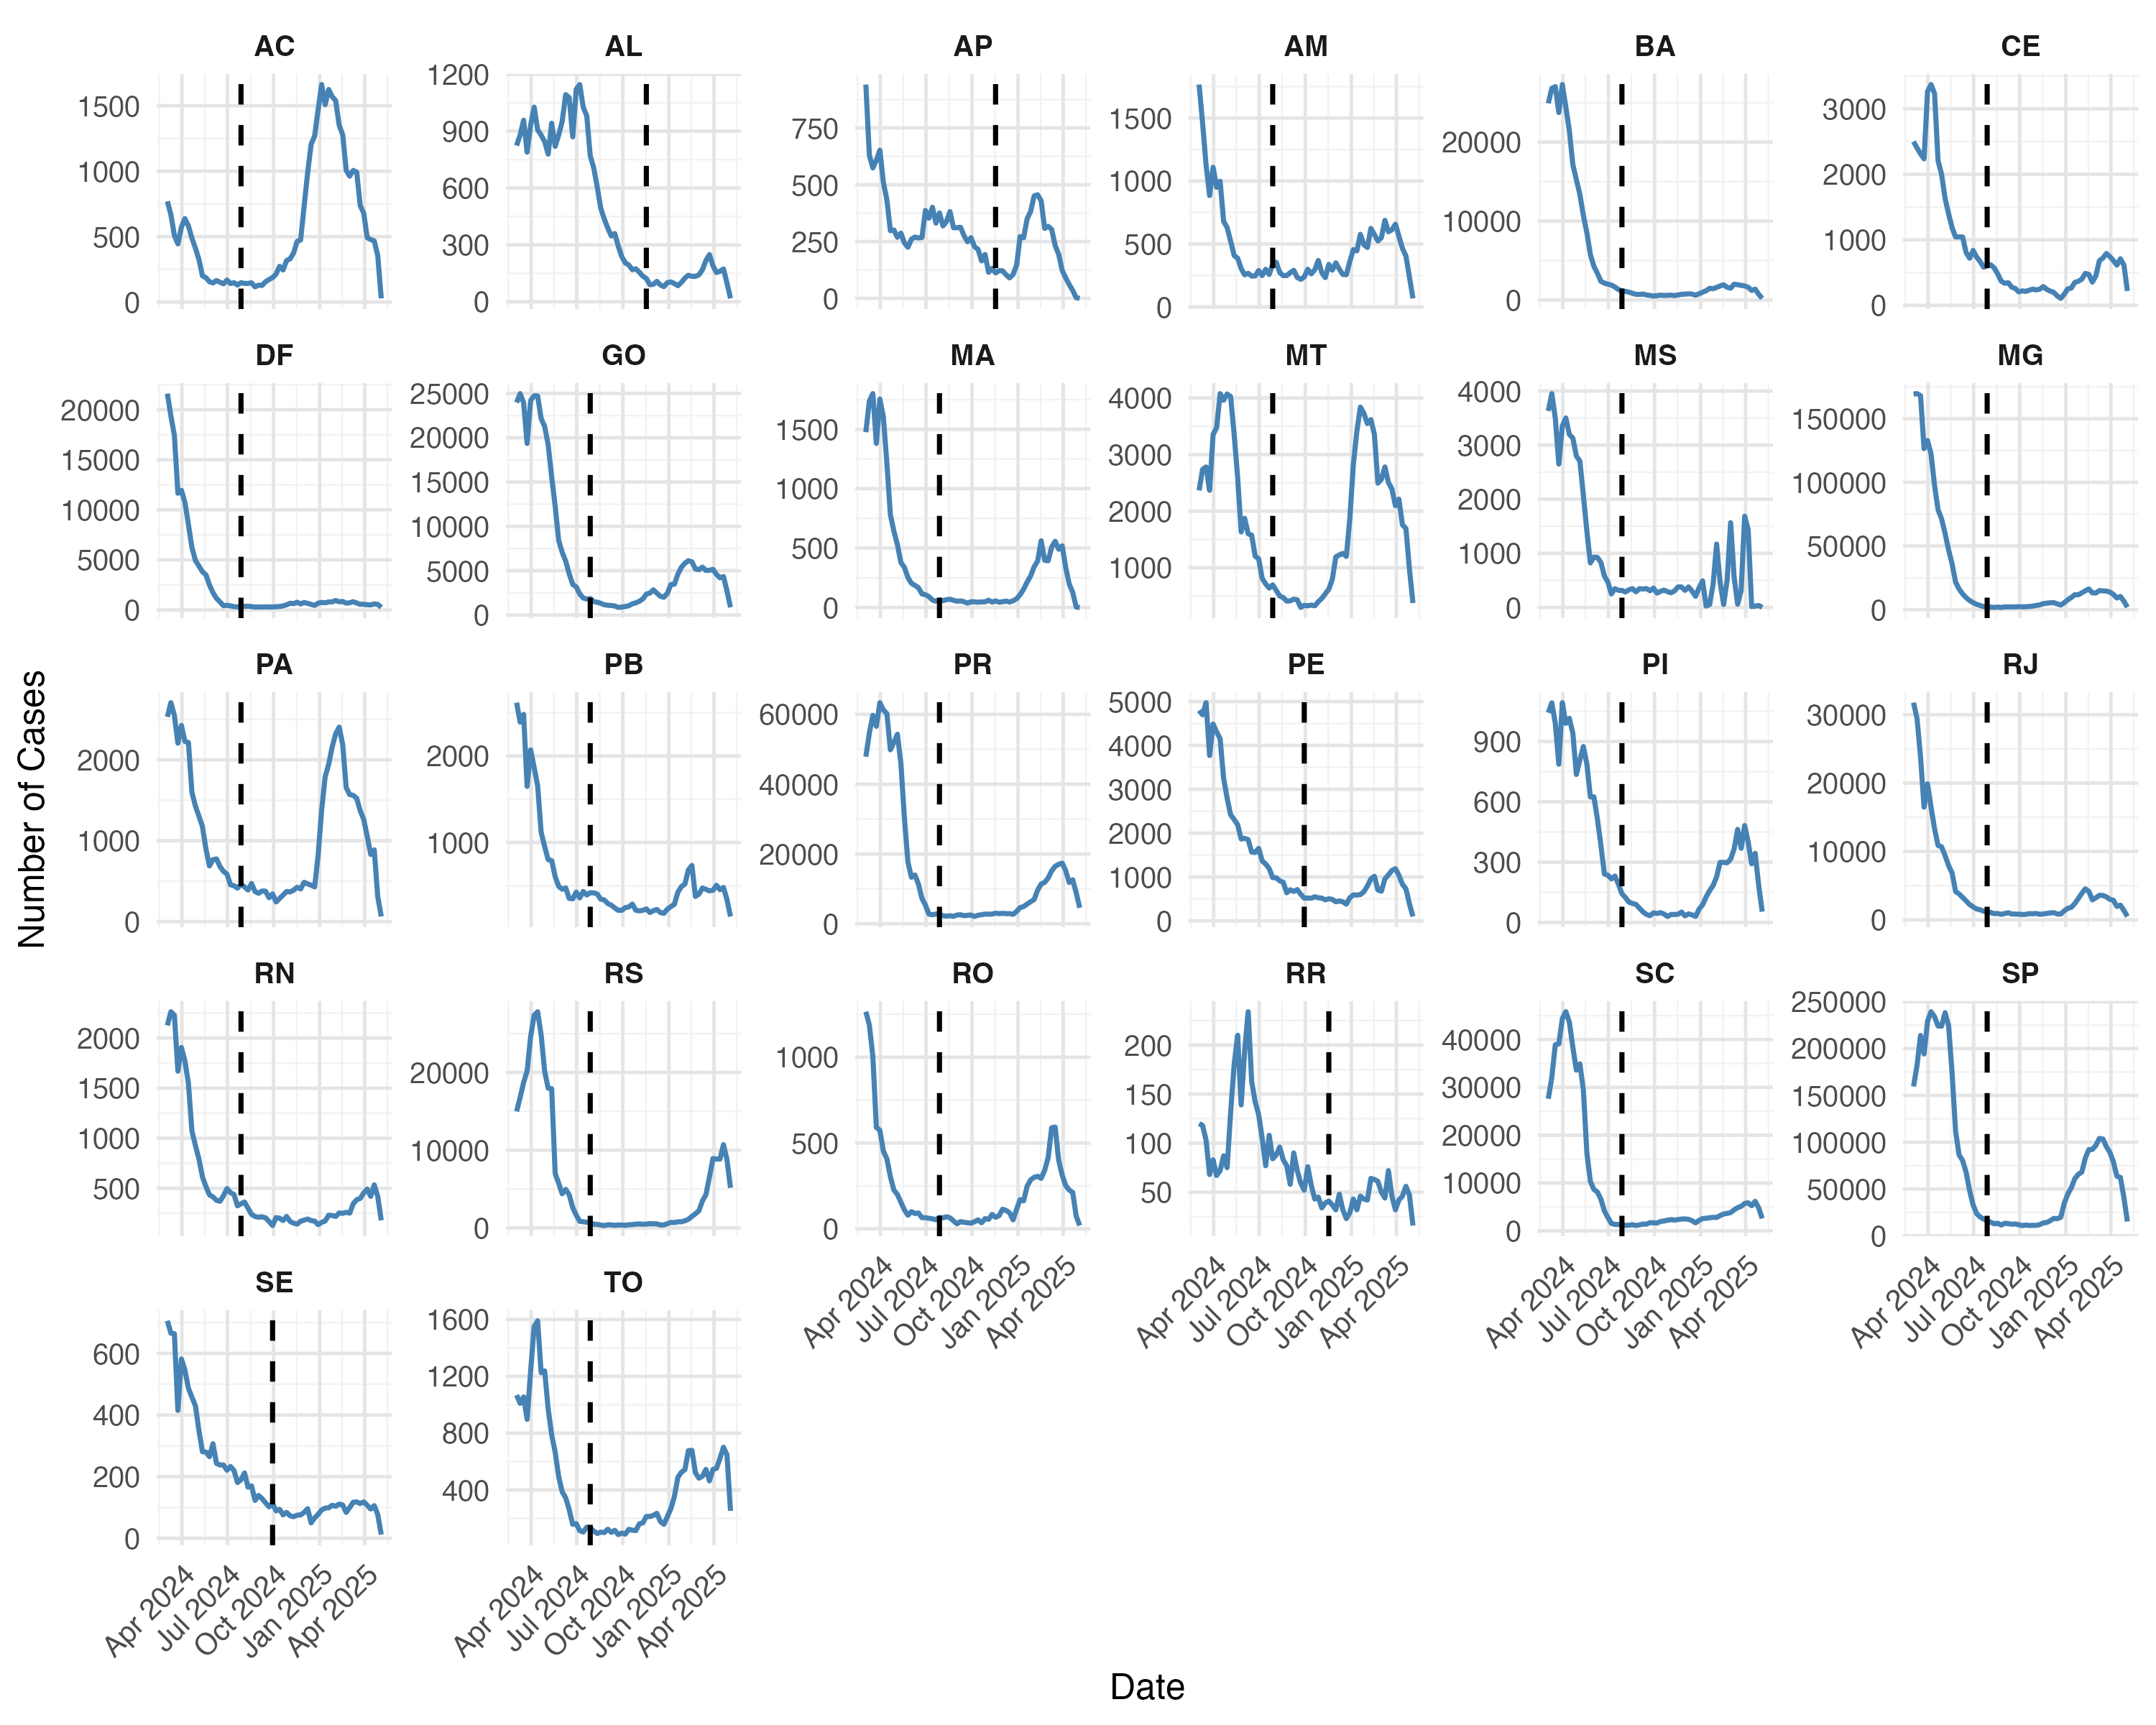 Number of Cases
AC
1500
1000
500
0
AL
1200
900
600
300
0
AP
750
500
250
0
AM
1500
1000
500
0
BA
20000
10000
0
CE
3000
2000
1000
0
DF
20000
15000
10000
5000
0
GO
25000
20000
15000
10000
5000
0
MA
1500
1000
500
0
MT
4000
3000
2000
1000
MS
4000
3000
2000
1000
0
MG
150000
100000
50000
0
PA
2000
1000
0
PB
2000
1000
PR
60000
40000
20000
0
PE
5000
4000
3000
2000
1000
0
PI
900
600
300
0
RJ
30000
20000
10000
0
RN
2000
1500
1000
500
RS
20000
10000
0
RO
1000
500
0
Apr 2024
Jul 2024
Oct 2024
Jan 2025
Apr 2025
RR
200
150
100
50
Apr 2024
Jul 2024
Oct 2024
Jan 2025
Apr 2025
SC
40000
30000
20000
10000
0
Apr 2024
Jul 2024
Oct 2024
Jan 2025
Apr 2025
SP
250000
200000
150000
100000
50000
0
Apr 2024
Jul 2024
Oct 2024
Jan 2025
Apr 2025
SE
600
400
200
0
Apr 2024
Jul 2024
Oct 2024
Jan 2025
Apr 2025
TO
1600
1200
800
400
Apr 2024
Jul 2024
Oct 2024
Jan 2025
Apr 2025
Date